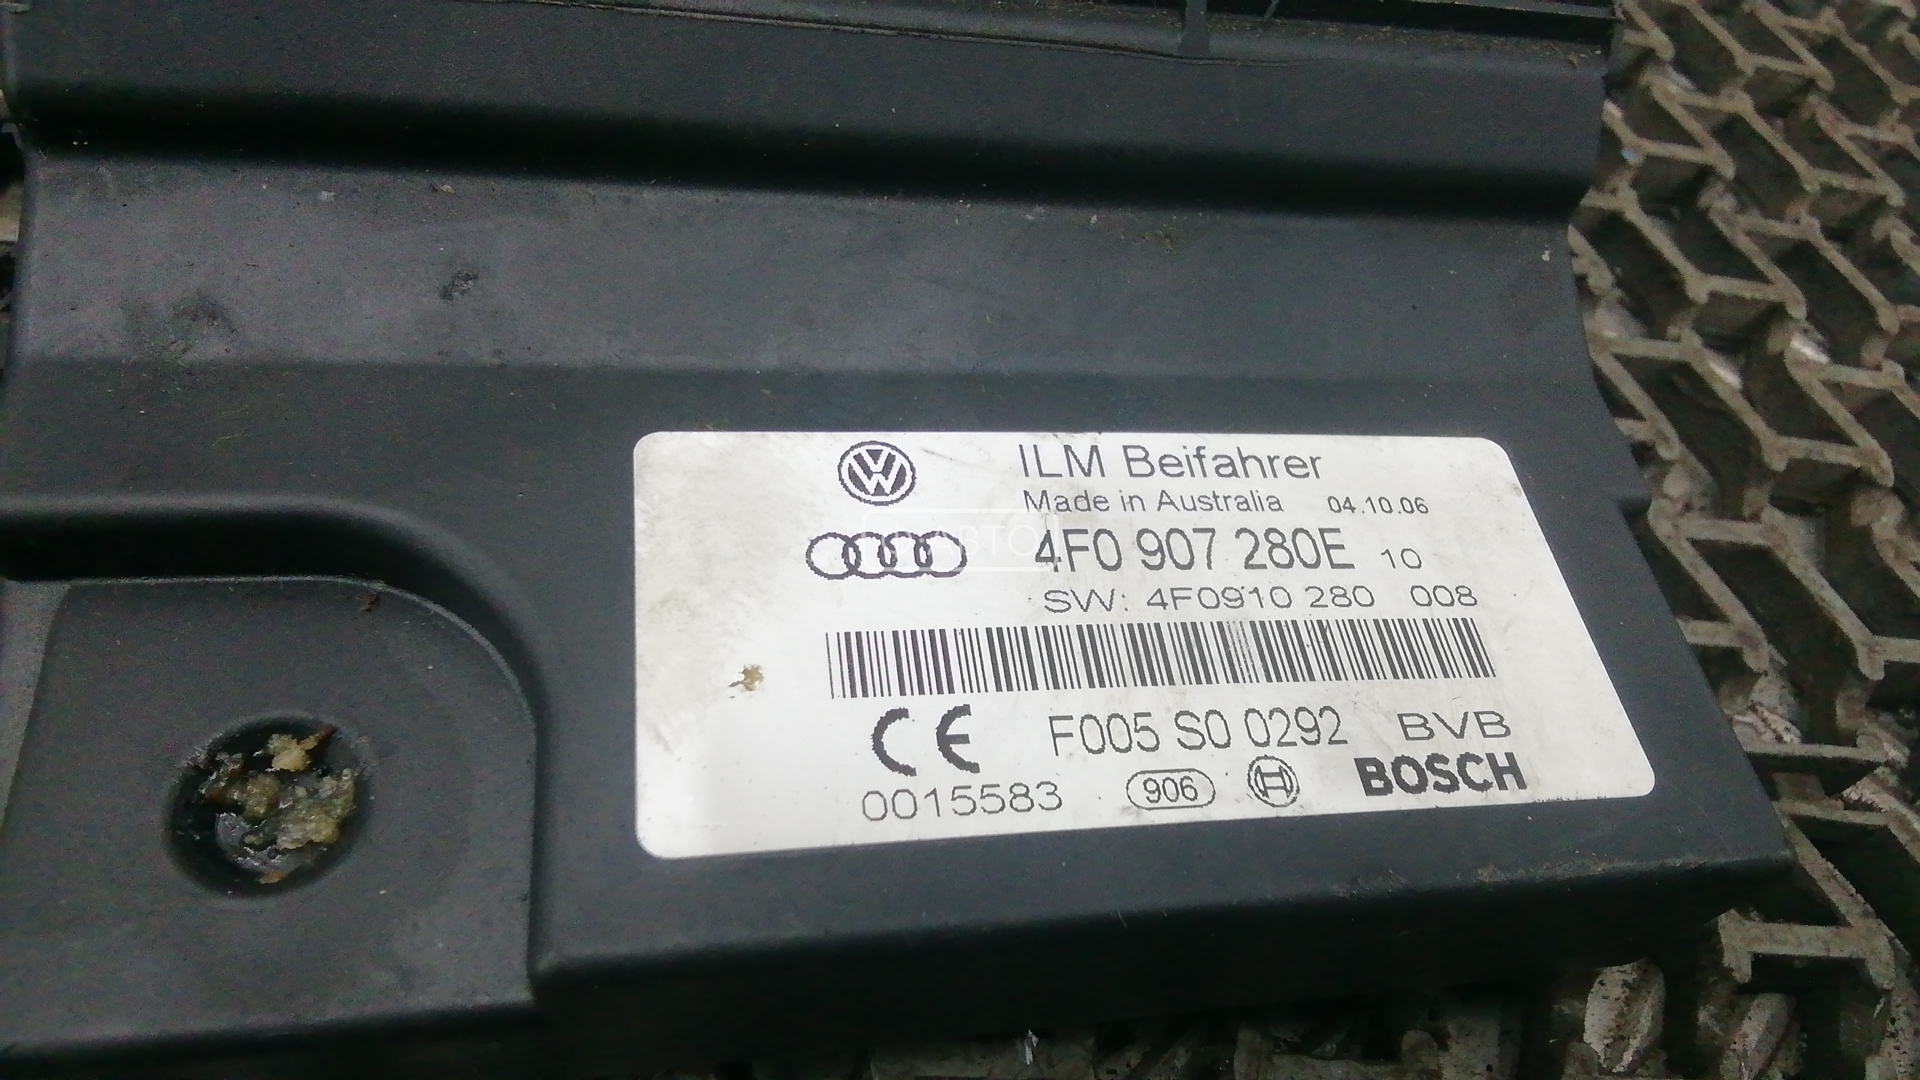 ILM Beifahrer
Made in Australia 04.10.06
4F0 907 280E 10
SW: 4F0910 280 008
F005 S0 0292 BVB
0015583 906 BOSCH